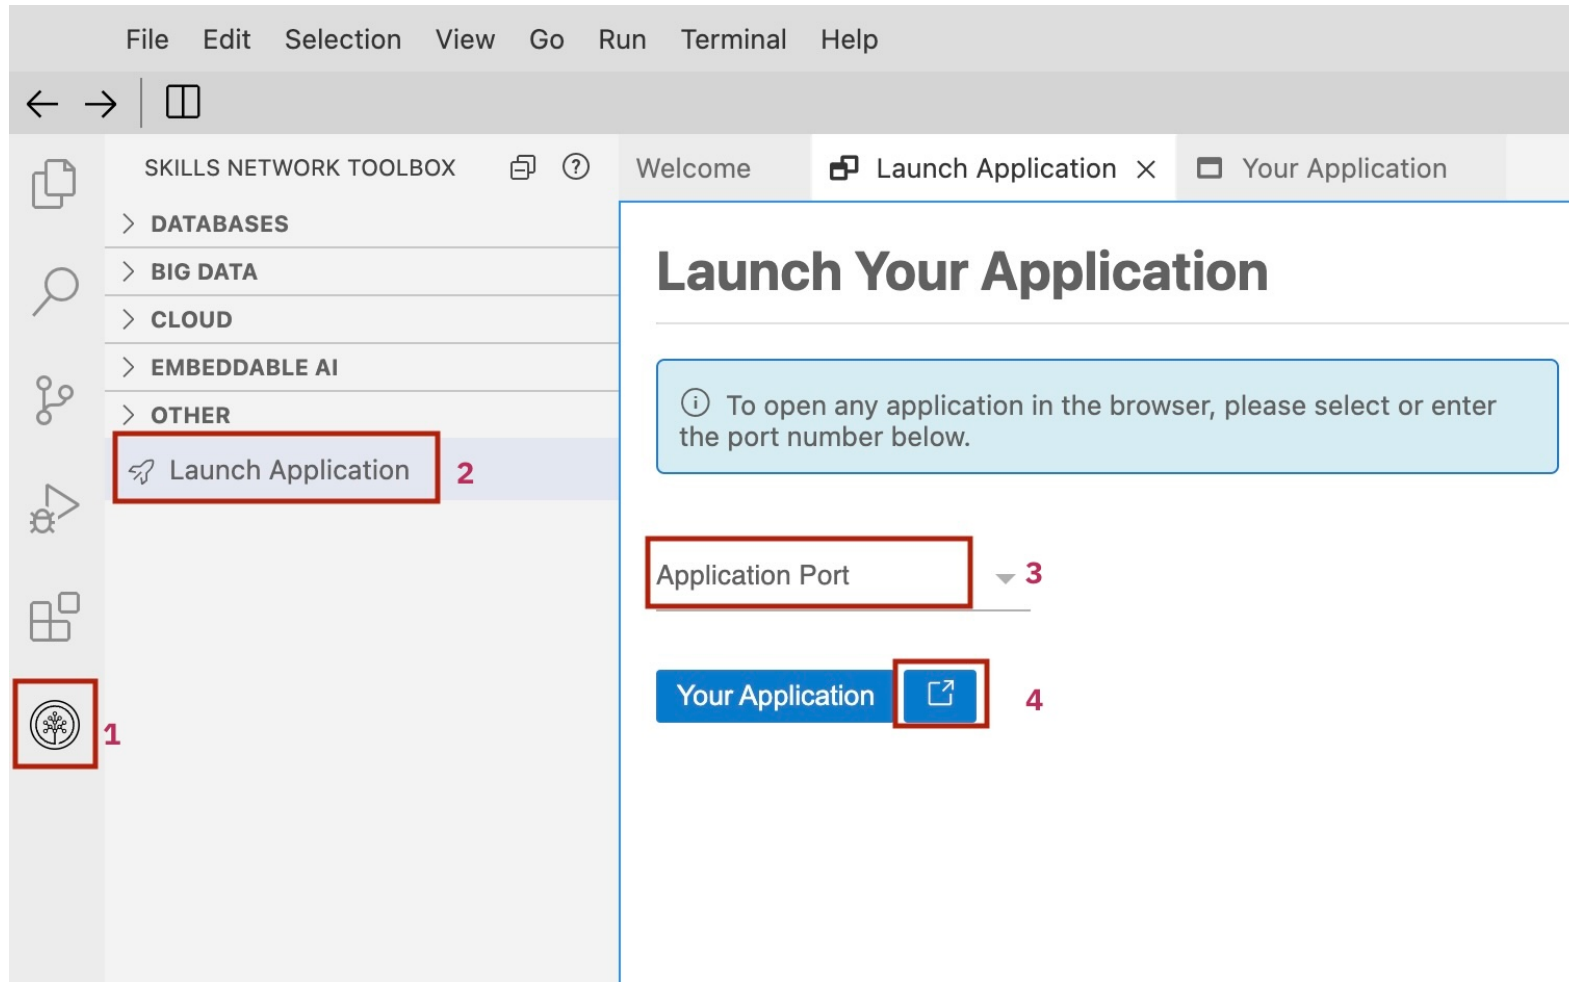 File Edit Selection View Go Run Terminal Help
SKILLS NETWORK TOOLBOX
Welcome Launch Application Your Application
DATABASES
BIG DATA
CLOUD
EMBEDDABLE AI
OTHER
Launch Application 2
1
Launch Your Application
To open any application in the browser, please select or enter
the port number below.
Application Port 3
Your Application 4